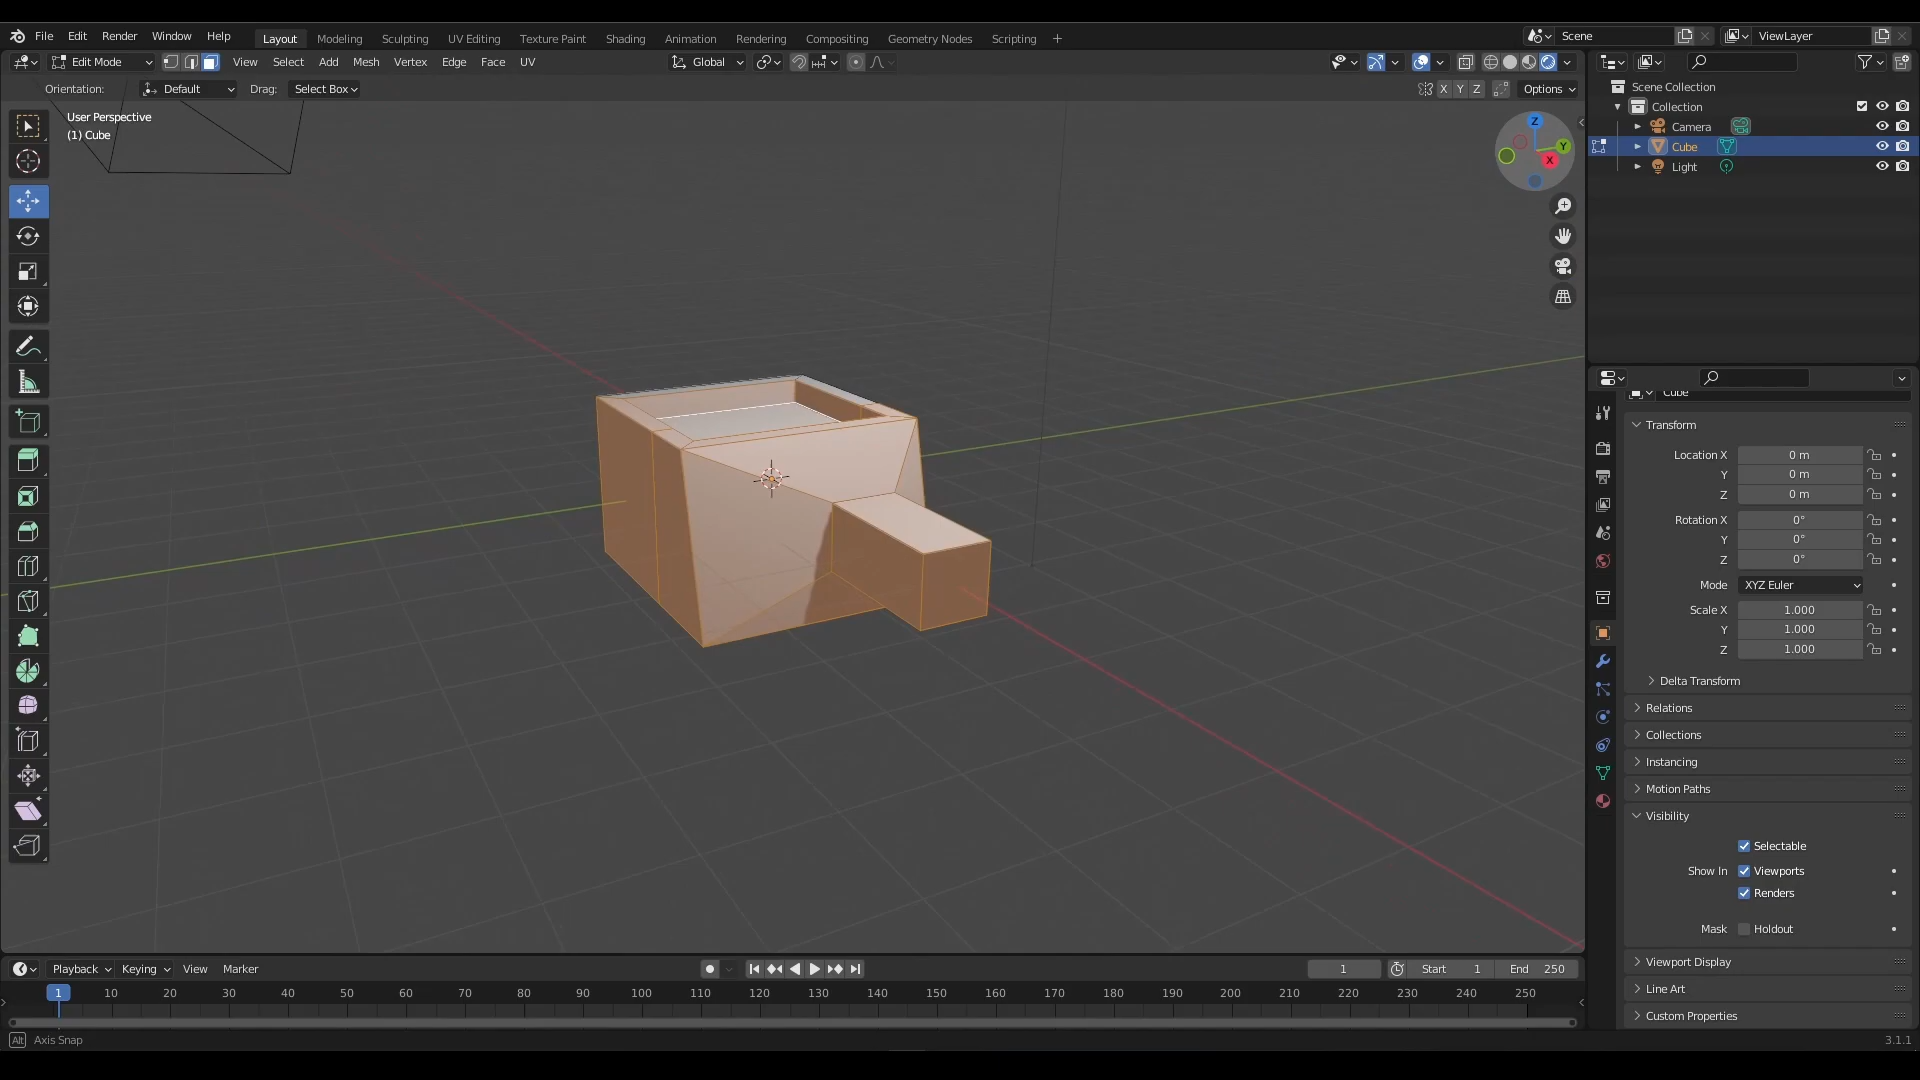 File Edit Render Window Help Layout Modeling Sculpting UV Editing Texture Paint Shading Animation Rendering Compositing Geometry Nodes Scripting + Scene ViewLayer
Edit Mode View Select Add Mesh Vertex Edge Face UV Global
Orientation: Default Drag: Select Box X Y Z Options
User Perspective
(1) Cube
Z
Y
X
Scene Collection
Collection
Camera
Cube
Light
Cube
Transform
Location X 0 m
Y 0 m
Z 0 m
Rotation X 0°
Y 0°
Z 0°
Mode XYZ Euler
Scale X 1.000
Y 1.000
Z 1.000
Delta Transform
Relations
Collections
Instancing
Motion Paths
Visibility
Selectable
Show In Viewports
Renders
Mask Holdout
Viewport Display
Line Art
Custom Properties
Playback Keying View Marker 1 Start 1 End 250
1 10 20 30 40 50 60 70 80 90 100 110 120 130 140 150 160 170 180 190 200 210 220 230 240 250
Alt Axis Snap 3.1.1